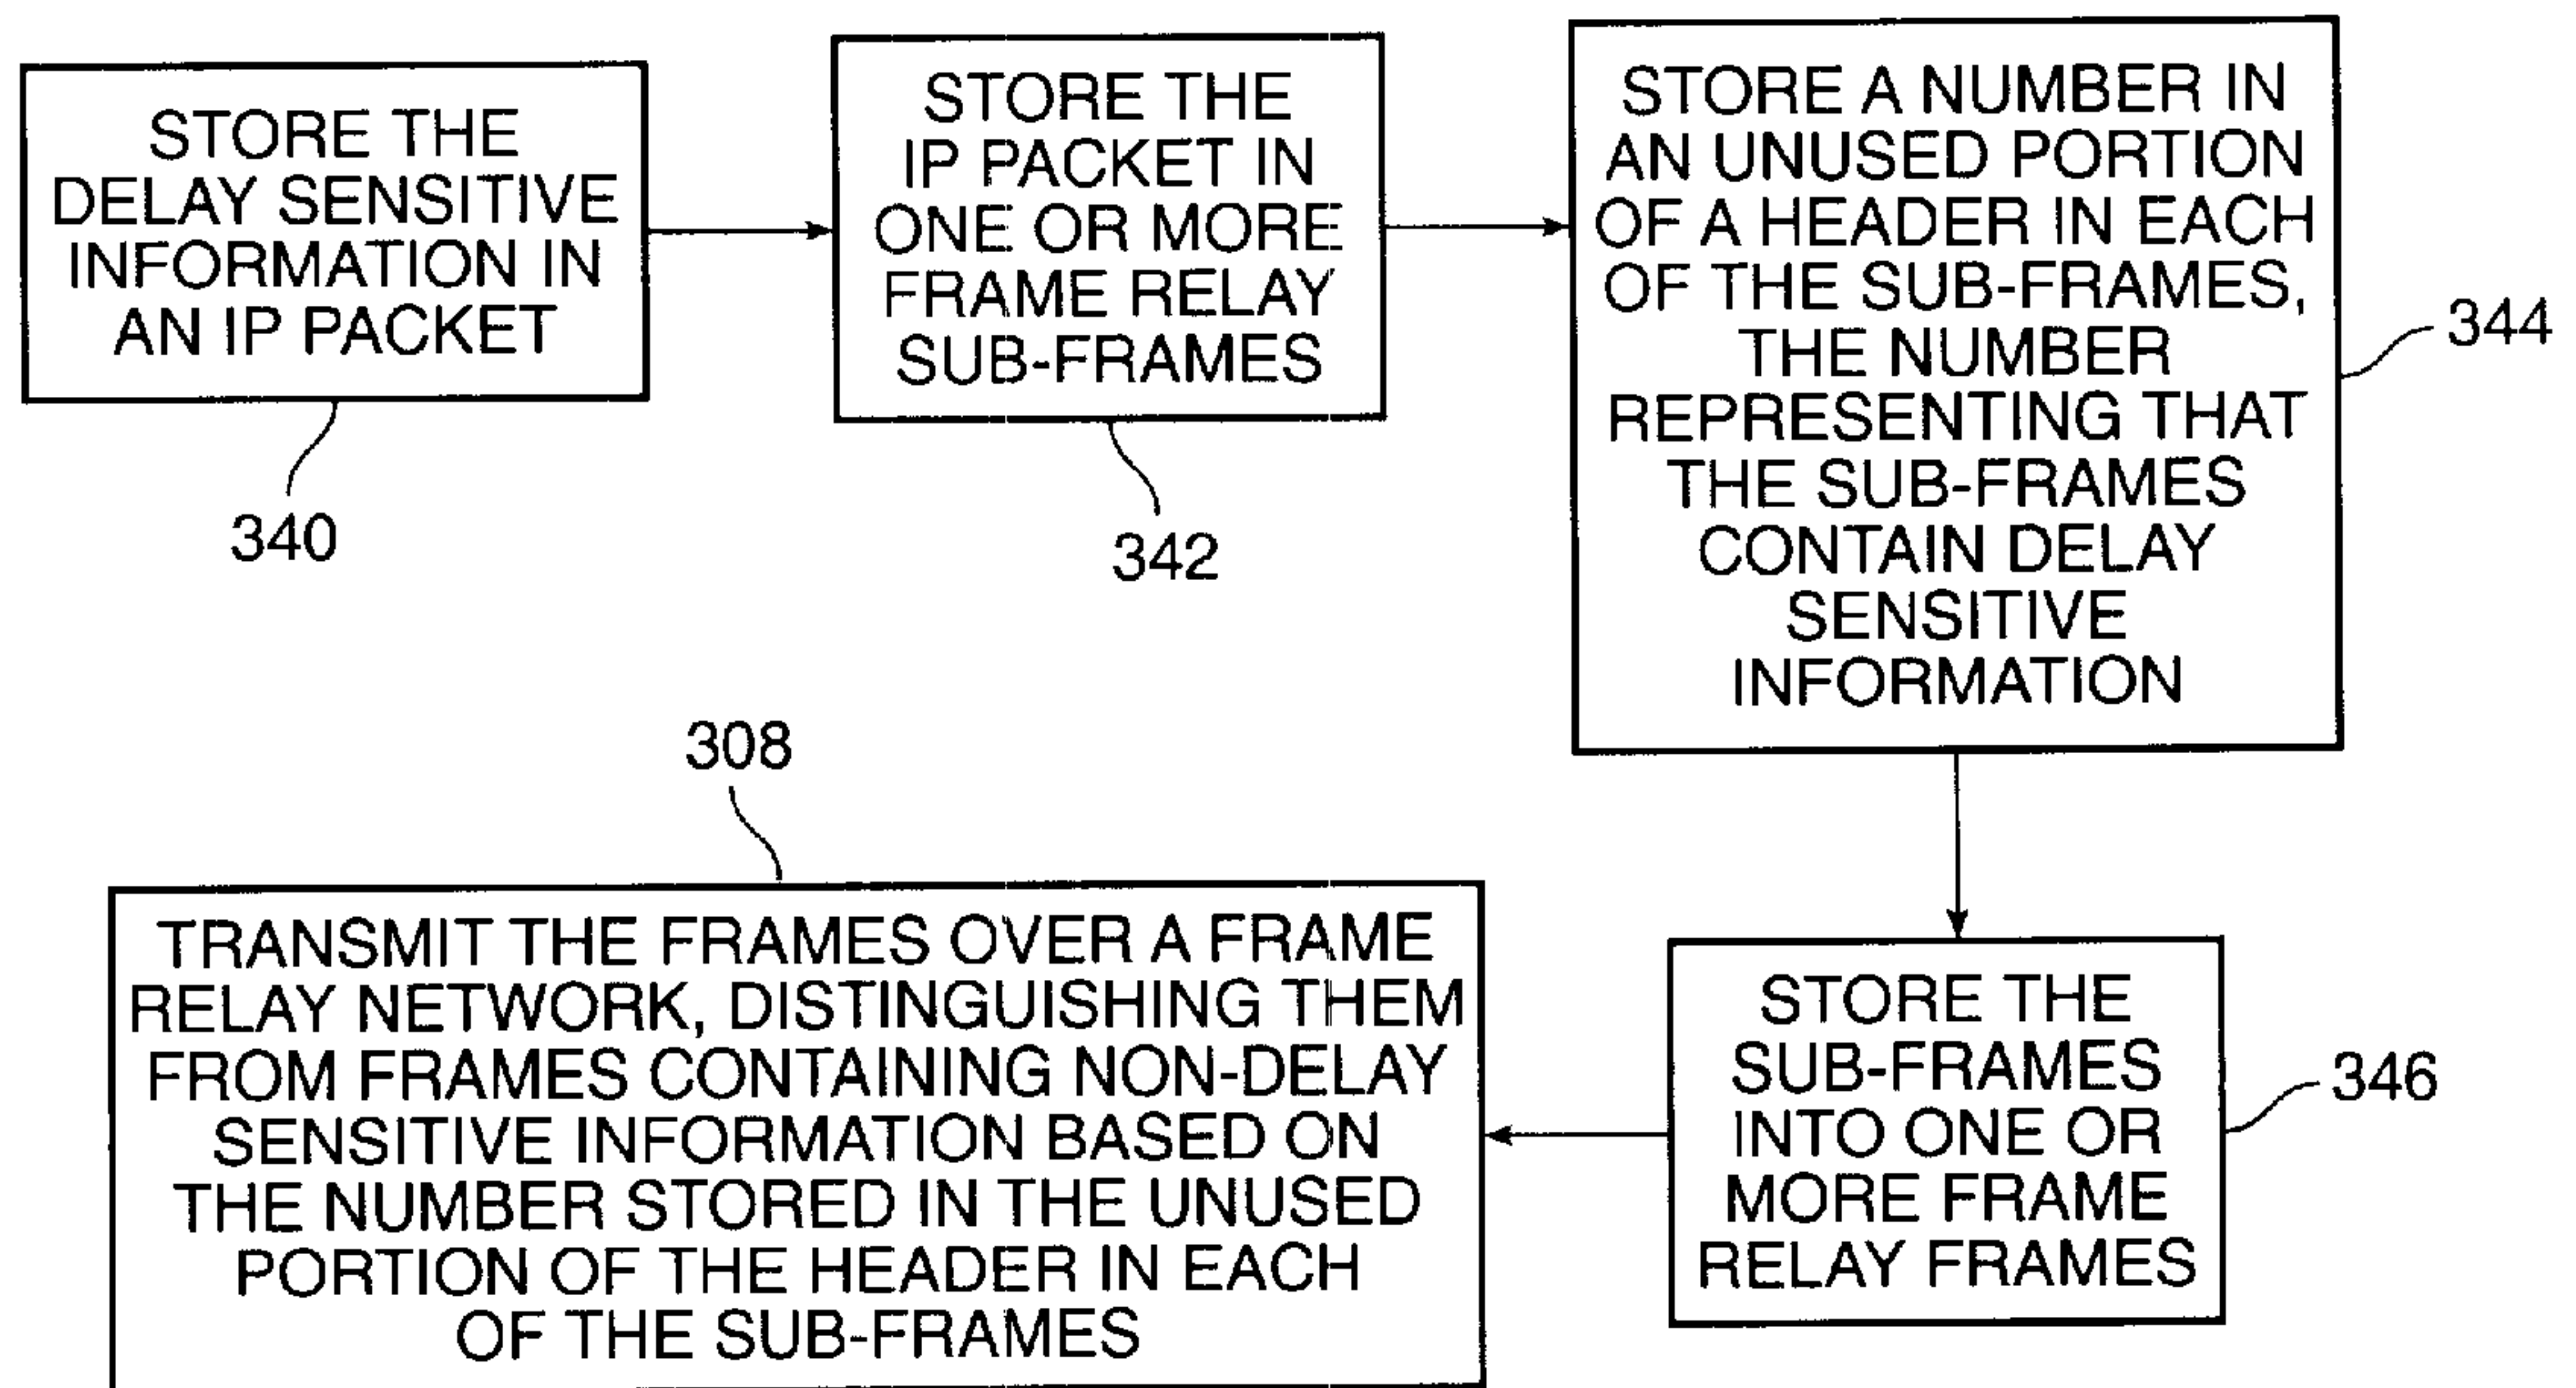 STORE THE
DELAY SENSITIVE
INFORMATION IN
AN IP PACKET
340
STORE THE
IP PACKET IN
ONE OR MORE
FRAME RELAY
SUB-FRAMES
342
STORE A NUMBER IN
AN UNUSED PORTION
OF A HEADER IN EACH
OF THE SUB-FRAMES,
THE NUMBER
REPRESENTING THAT
THE SUB-FRAMES
CONTAIN DELAY
SENSITIVE
INFORMATION
344
STORE THE
SUB-FRAMES
INTO ONE OR
MORE FRAME
RELAY FRAMES
346
308
TRANSMIT THE FRAMES OVER A FRAME
RELAY NETWORK, DISTINGUISHING THEM
FROM FRAMES CONTAINING NON-DELAY
SENSITIVE INFORMATION BASED ON
THE NUMBER STORED IN THE UNUSED
PORTION OF THE HEADER IN EACH
OF THE SUB-FRAMES